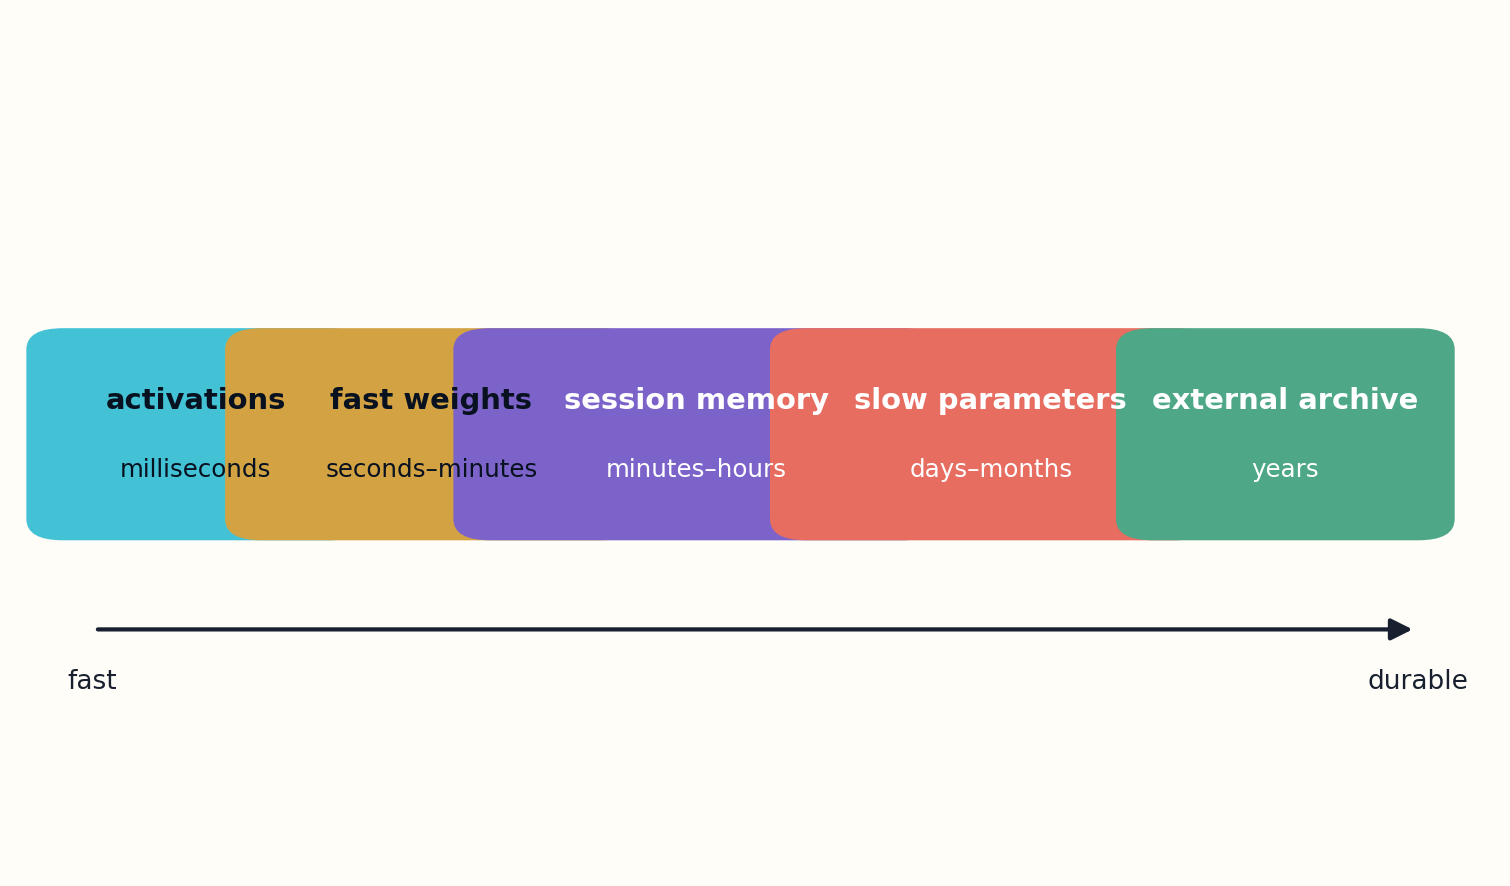 activations
milliseconds
fast weights
seconds–minutes
session memory
minutes–hours
slow parameters
days–months
external archive
years
fast
durable